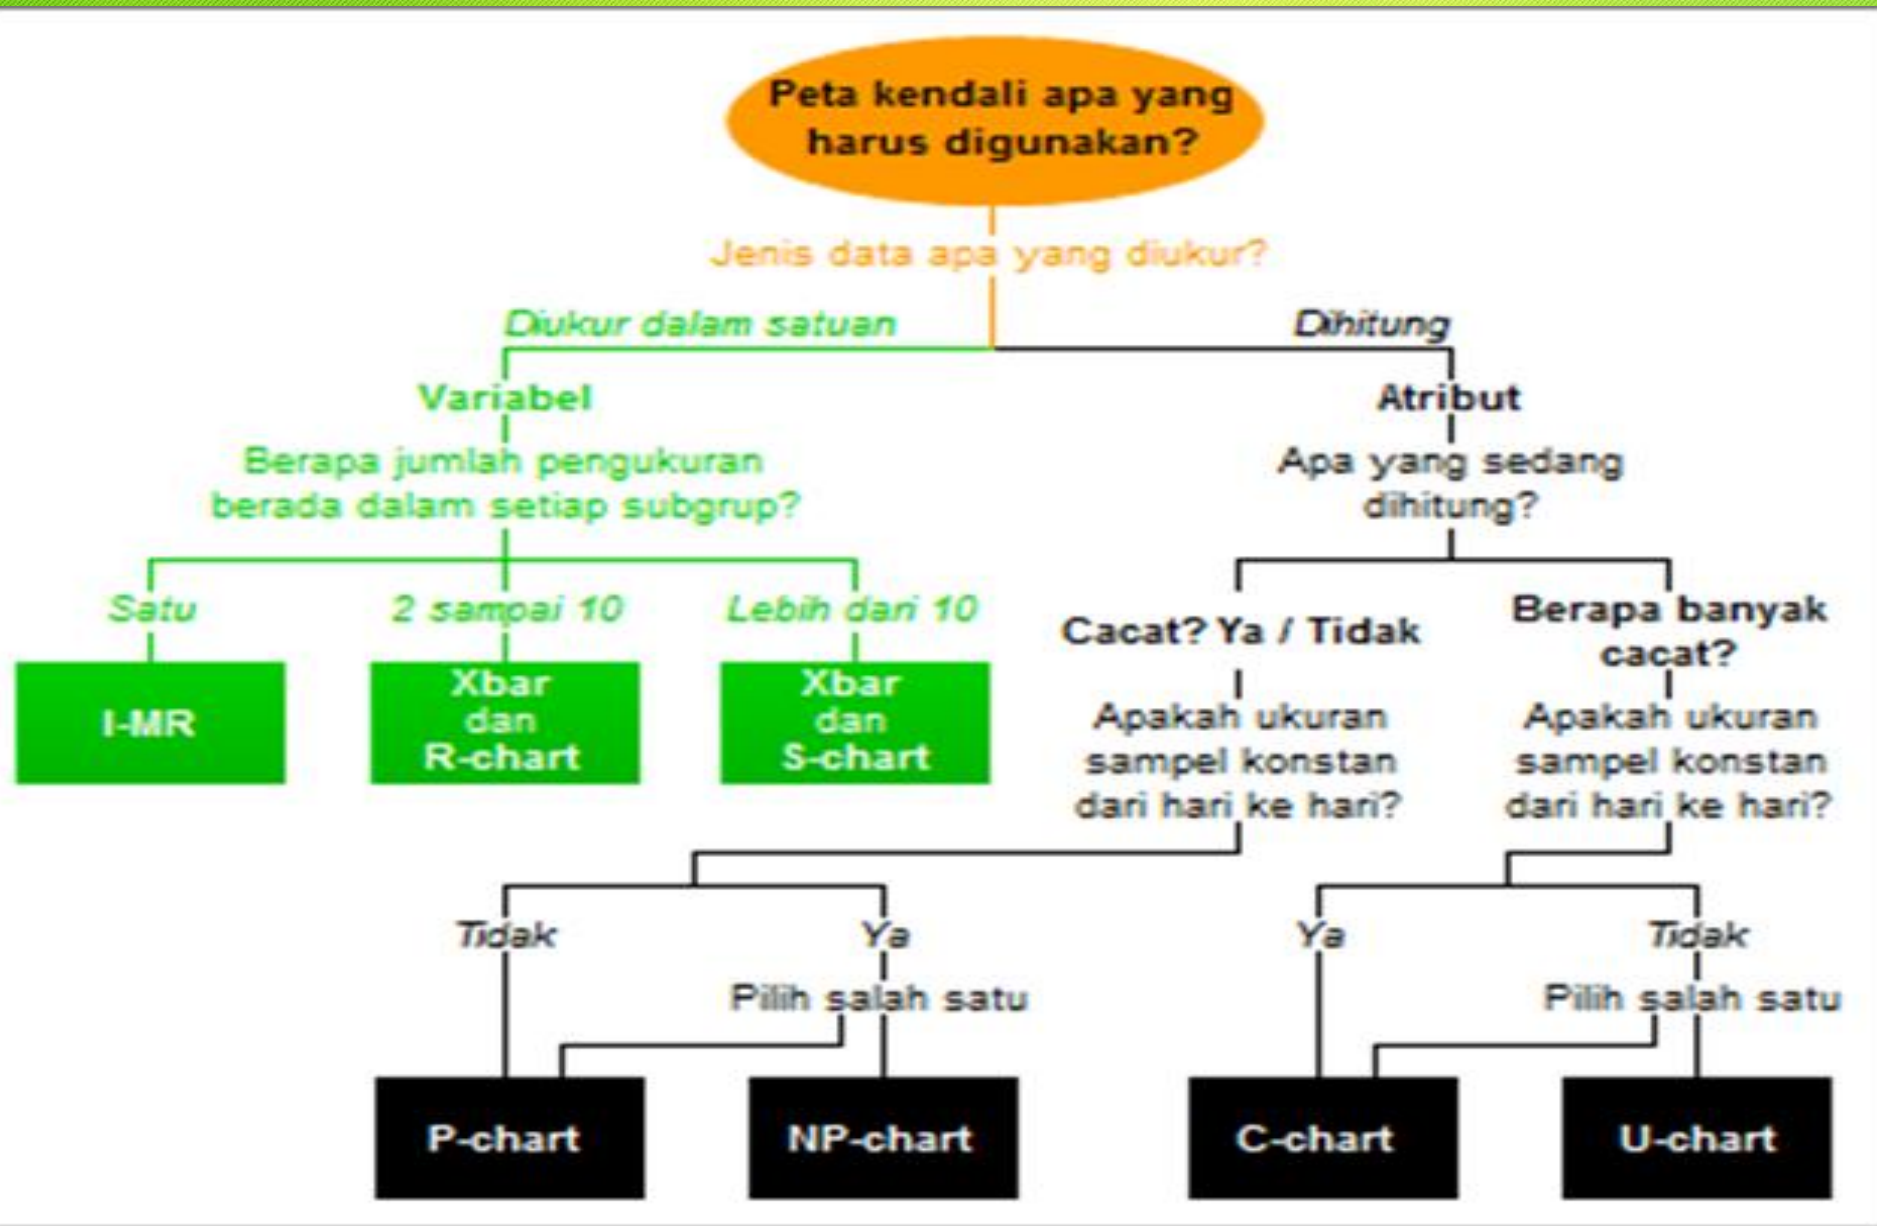 Peta kendali apa yang
harus digunakan?
Jenis data apa yang diukur?
Diukur dalam satuan
Dihitung
Variabel
Atribut
Berapa jumlah pengukuran
berada dalam setiap subgrup?
Apa yang sedang
dihitung?
Satu
2 sampai 10
Lebih dari 10
Cacat? Ya / Tidak
Berapa banyak
cacat?
I-MR
Xbar
dan
R-chart
Xbar
dan
S-chart
Apakah ukuran
sampel konstan
dari hari ke hari?
Apakah ukuran
sampel konstan
dari hari ke hari?
Tidak
Ya
Ya
Tidak
Pilih salah satu
Pilih salah satu
P-chart
NP-chart
C-chart
U-chart